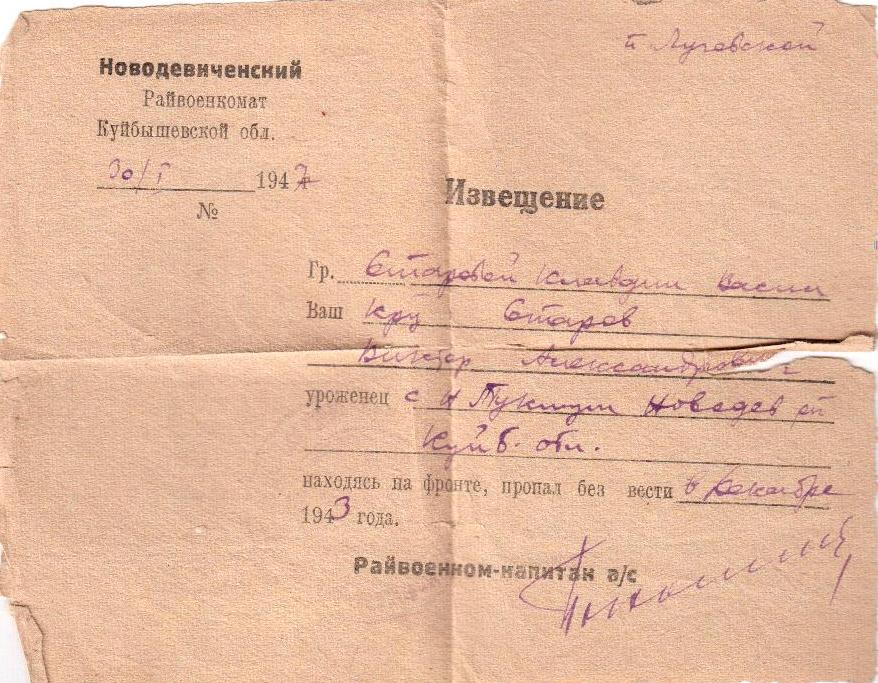 п Луговской
Новодевиченский
Райвоенкомат
Куйбышевской обл.
30/I 1947
№
Извещение
Гр. Старовой Клавдии Васил
Ваш Старов
Виктор Александрович
уроженец с Новодев
Куйб. обл.
находясь на фронте, пропал без вести в декабре
1943 года.
Райвоенком-капитан а/с